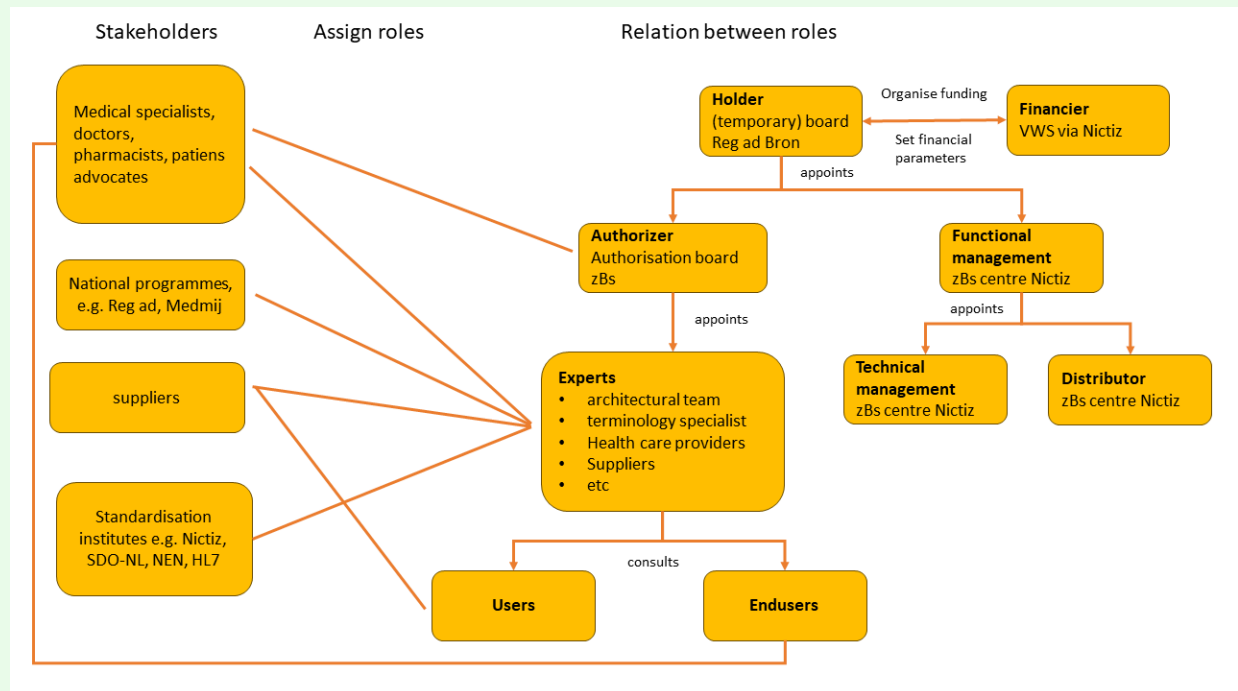 Stakeholders
Assign roles
Relation between roles
Medical specialists,
doctors,
pharmacists, patiens
advocates
National programmes,
e.g. Reg ad, Medmij
suppliers
Standardisation
institutes e.g. Nictiz,
SDO-NL, NEN, HL7
Holder
(temporary) board
Reg ad Bron
Organise funding
Set financial
parameters
Financier
VWS via Nictiz
appoints
Authorizer
Authorisation board
zBs
Functional
management
zBs centre Nictiz
appoints
appoints
Experts
• architectural team
• terminology specialist
• Health care providers
• Suppliers
• etc
Technical
management
zBs centre Nictiz
Distributor
zBs centre Nictiz
consults
Users
Endusers